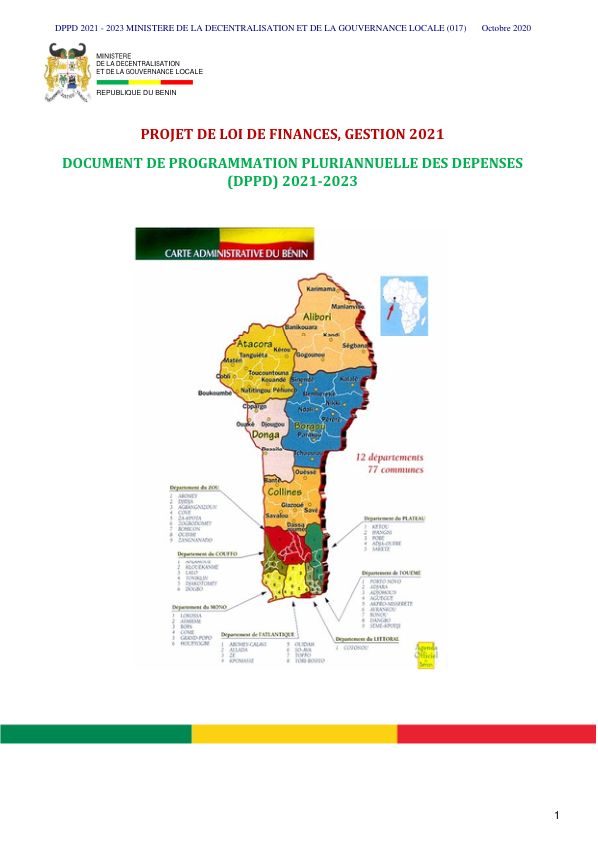 DPPD 2021 - 2023 MINISTERE DE LA DECENTRALISATION ET DE LA GOUVERNANCE LOCALE (017) Octobre 2020
MINISTERE
DE LA DECENTRALISATION
ET DE LA GOUVERNANCE LOCALE
REPUBLIQUE DU BENIN
PROJET DE LOI DE FINANCES, GESTION 2021
DOCUMENT DE PROGRAMMATION PLURIANNUELLE DES DEPENSES
(DPPD) 2021-2023
CARTE ADMINISTRATIVE DU BÉNIN
Karimama
Manlanville
Alibori
Banikouara
Kandi
Ségbana
Gogounou
Atacora
Kérou
Tanguiéta
Matéri
Cobli
Toucountouna
Kouandé
Boukoumbé
Natitingou Péhunco
Sinendé
Kalalé
Bembèrèkè
Nikki
Ndali
Pèrèrè
Borgou
Parakou
Tchaourou
Copargo
Ouaké Djougou
Donga
Bassila
12 départements
77 communes
Ouèssè
Bantè
Collines
Glazoué
Savè
Savalou
Dassa
Département du ZOU
1 ABOMEY
2 DJIDJA
3 AGBANGNIZOUN
4 COVE
5 ZA-KPOTA
6 ZOGBODOMEY
7 BOHICON
8 OUINHI
9 ZANGNANADO
Département du PLATEAU
1 KETOU
2 IPANGNI
3 POBE
4 ADJA-OUERE
5 SAKETE
Département du COUFFO
1 APLAHOUE
2 KLOUEKANME
3 LALO
4 TOVIKLIN
5 DJAKOTOMEY
6 DOGBO
Département de l'OUÉMÉ
1 PORTO NOVO
2 ADJARA
3 ADJOHOUN
4 AGUEGUE
5 AKPRO-MISSERETE
6 AVRANKOU
7 BONOU
8 DANGBO
9 SEME-KPODJI
Département du MONO
1 LOKOSSA
2 ATHIEME
3 BOPA
4 COME
5 GRAND-POPO
6 HOUEYOGBE
Département de l'ATLANTIQUE
1 ABOMEY-CALAVI
2 ALLADA
3 ZE
4 KPOMASSE
5 OUIDAH
6 SO-AVA
7 TOFFO
8 TORI-BOSSITO
Département du LITTORAL
1 COTONOU
Agenda
Officiel
du
Bénin
1